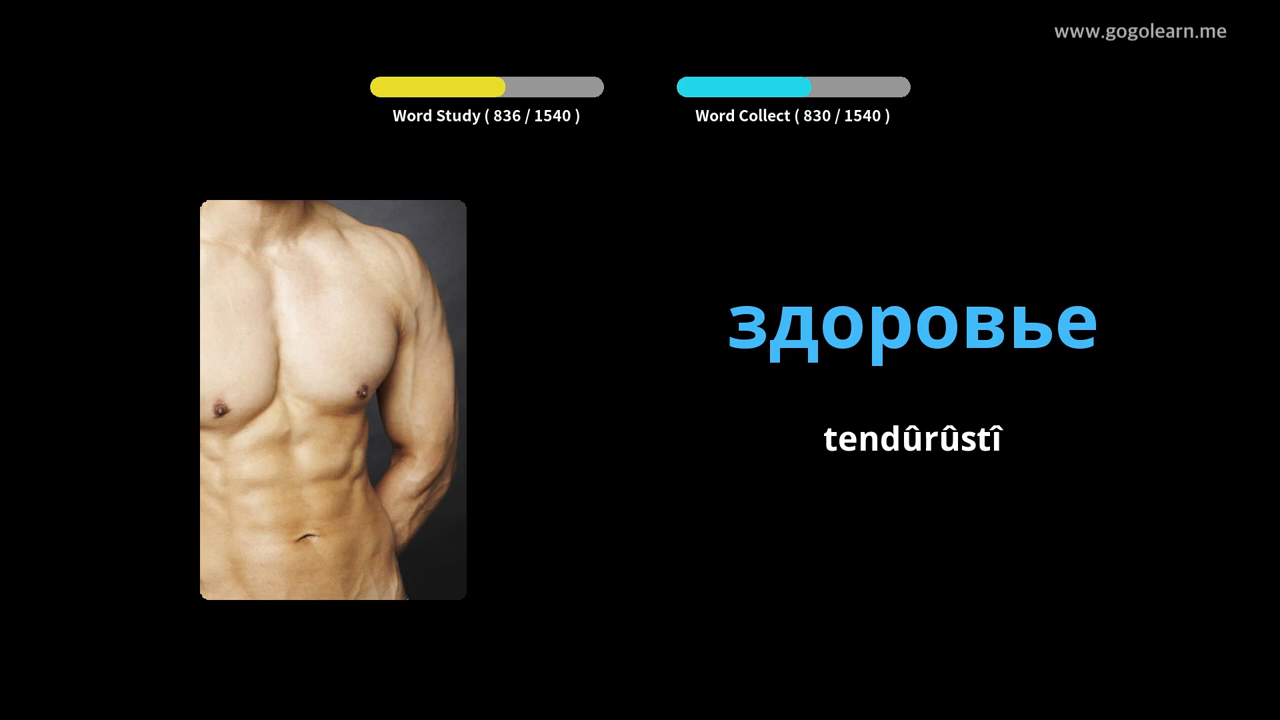 www.gogolearn.me
Word Study ( 836 / 1540 )
Word Collect ( 830 / 1540 )
здоровье
tendûrûstî